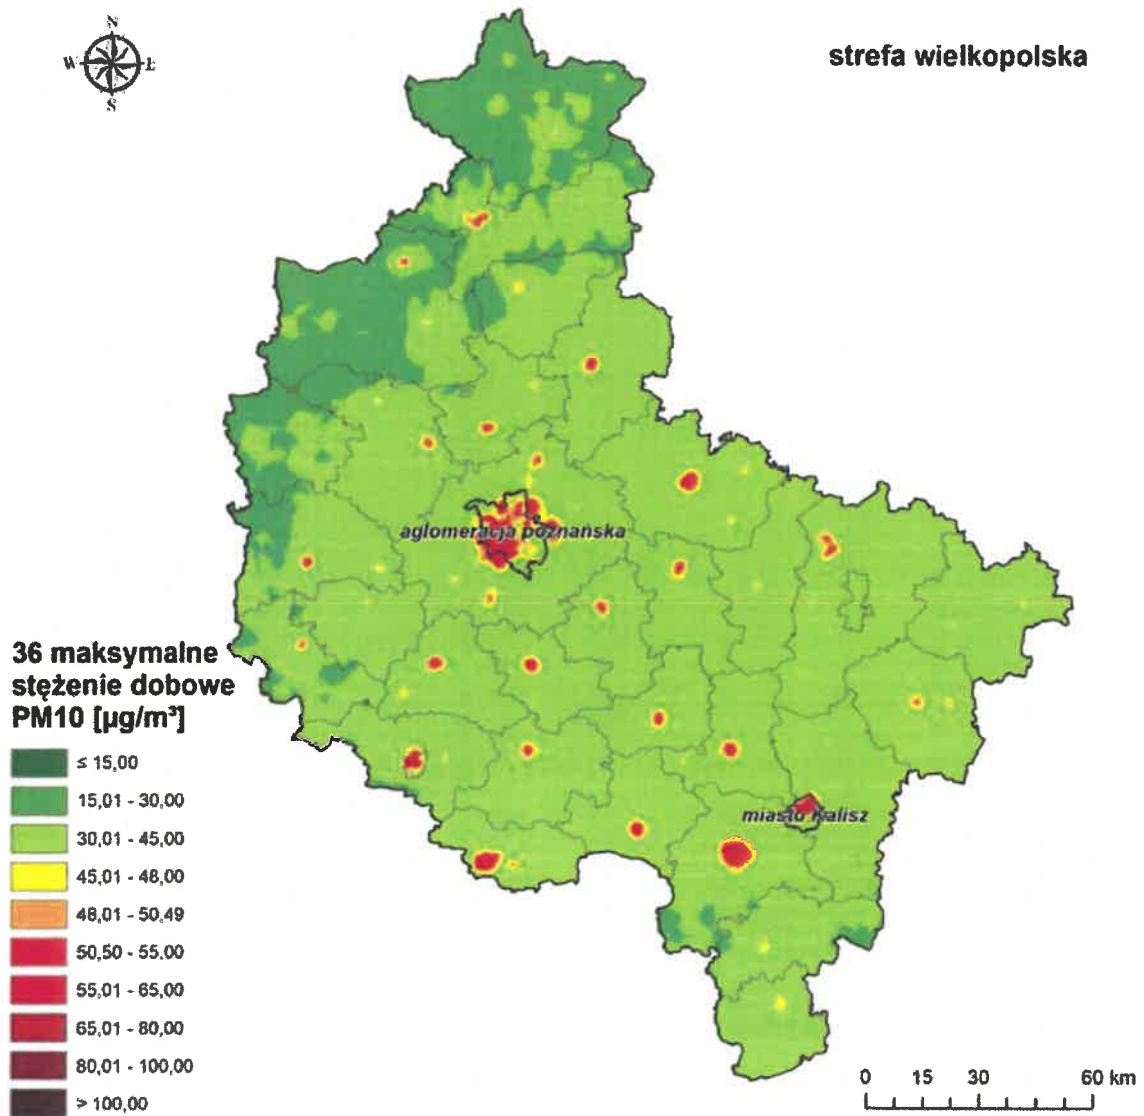 N
W E
S
strefa wielkopolska
aglomeracja poznańska
36 maksymalne
stężenie dobowe
PM10 [µg/m³]
≤ 15,00
15,01 - 30,00
30,01 - 45,00
45,01 - 48,00
48,01 - 50,49
50,50 - 55,00
55,01 - 65,00
65,01 - 80,00
80,01 - 100,00
> 100,00
miasto Kalisz
0 15 30 60 km